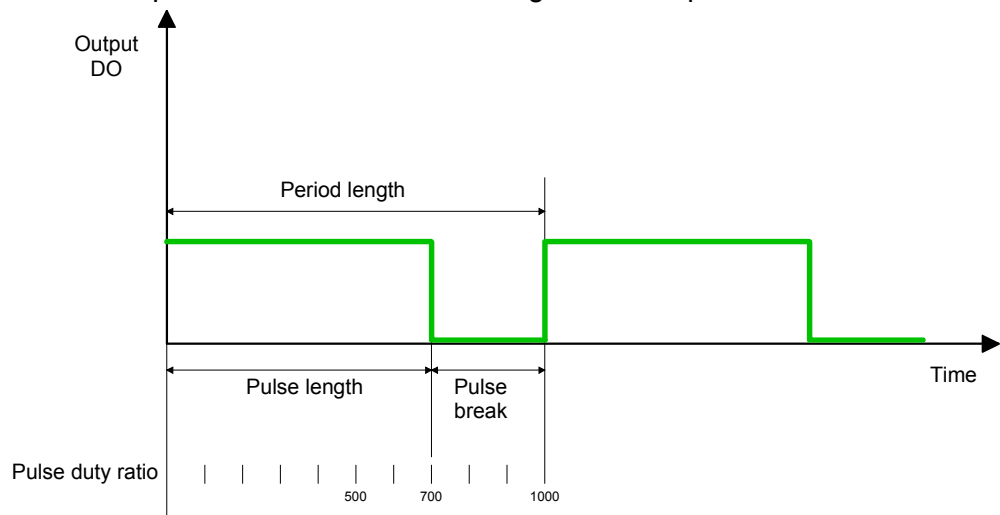 Output
DO
Period length
Pulse length
Pulse
break
Time
Pulse duty ratio
500
700
1000